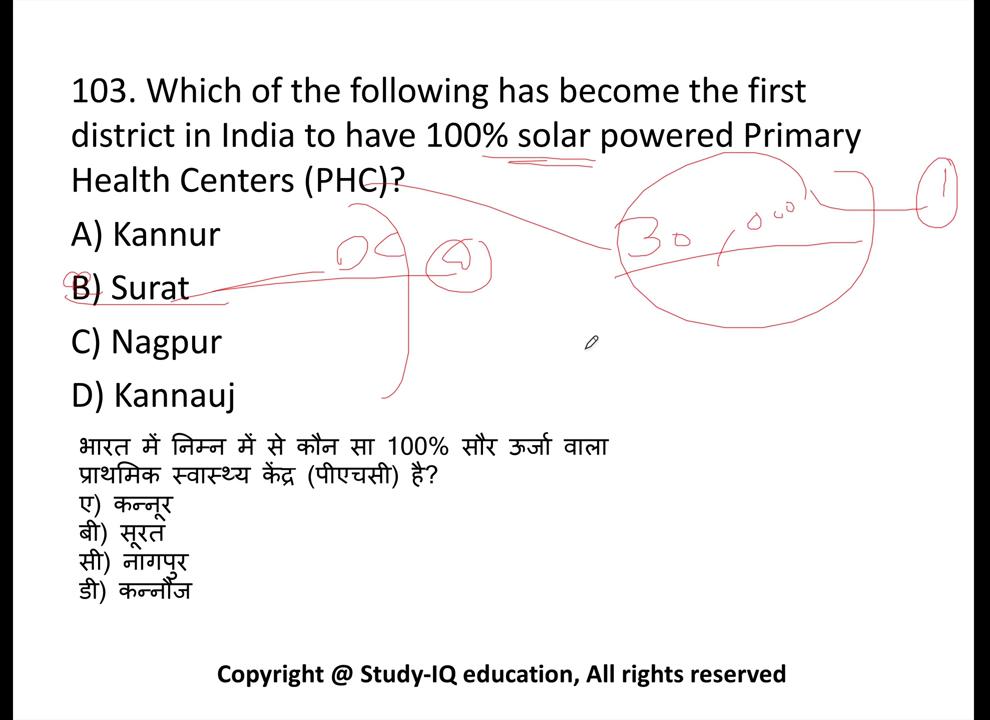 103. Which of the following has become the first
district in India to have 100% solar powered Primary
Health Centers (PHC)?
A) Kannur
B) Surat
C) Nagpur
D) Kannauj
भारत में निम्न में से कौन सा 100% सौर ऊर्जा वाला
प्राथमिक स्वास्थ्य केंद्र (पीएचसी) है?
ए) कन्नूर
बी) सूरत
सी) नागपुर
डी) कन्नौज
Copyright @ Study-IQ education, All rights reserved